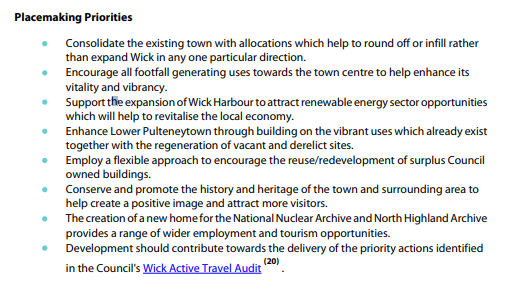 Placemaking Priorities
• Consolidate the existing town with allocations which help to round off or infill rather
than expand Wick in any one particular direction.
• Encourage all footfall generating uses towards the town centre to help enhance its
vitality and vibrancy.
• Support the expansion of Wick Harbour to attract renewable energy sector opportunities
which will help to revitalise the local economy.
• Enhance Lower Pulteneytown through building on the vibrant uses which already exist
together with the regeneration of vacant and derelict sites.
• Employ a flexible approach to encourage the reuse/redevelopment of surplus Council
owned buildings.
• Conserve and promote the history and heritage of the town and surrounding area to
help create a positive image and attract more visitors.
• The creation of a new home for the National Nuclear Archive and North Highland Archive
provides a range of wider employment and tourism opportunities.
• Development should contribute towards the delivery of the priority actions identified
in the Council's Wick Active Travel Audit (20) .